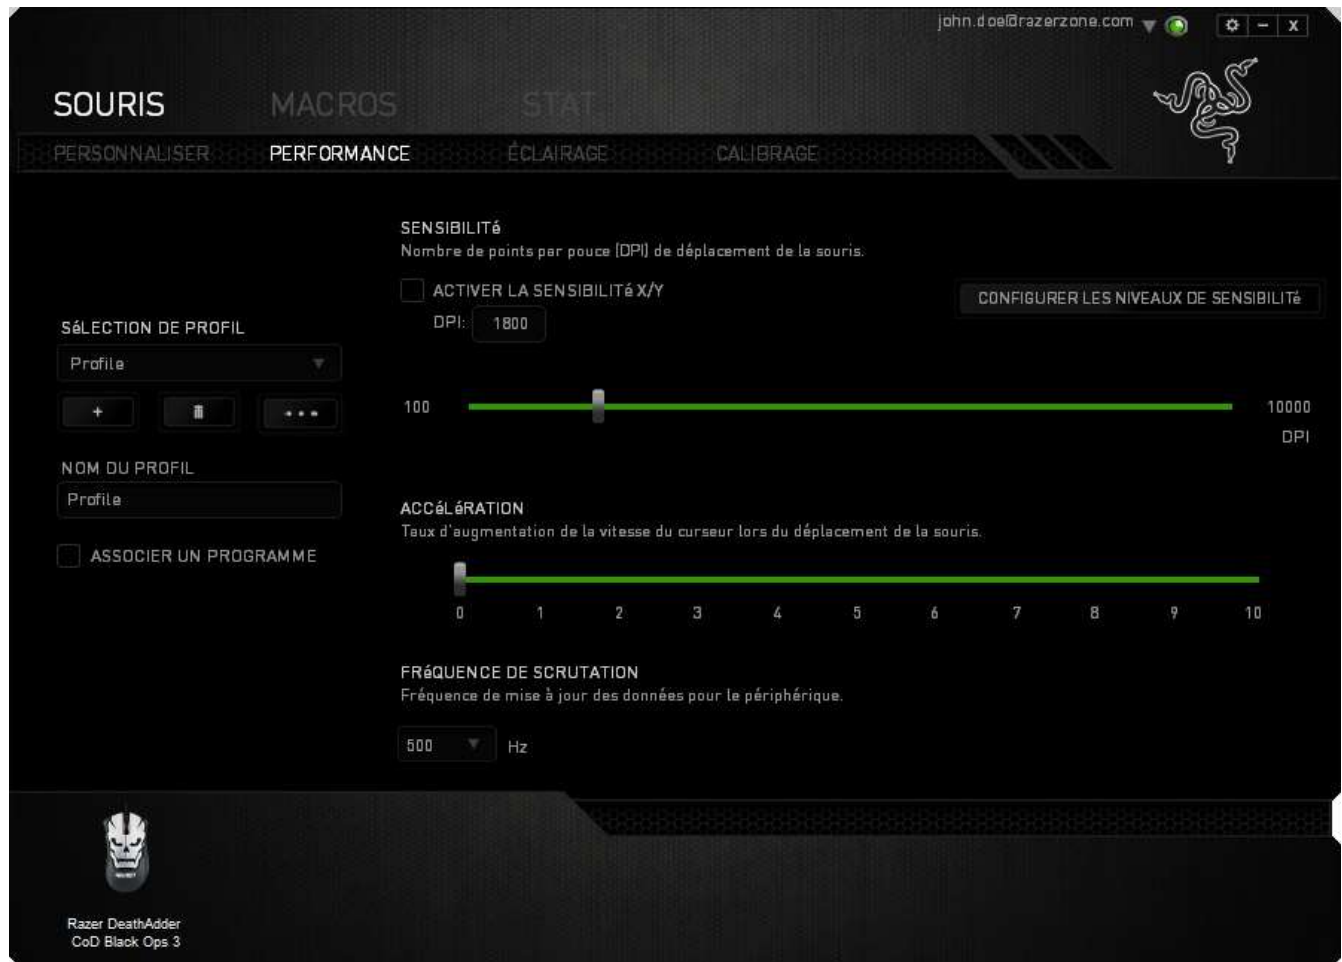 john.doe@razerzone.com
SOURIS MACROS STAT
PERSONNALISER PERFORMANCE ÉCLAIRAGE CALIBRAGE
SENSIBILITé
Nombre de points par pouce (DPI) de déplacement de la souris.
ACTIVER LA SENSIBILITé X/Y
CONFIGURER LES NIVEAUX DE SENSIBILITé
DPI: 1800
SéLECTION DE PROFIL
Profile
100 10000
DPI
NOM DU PROFIL
Profile
ASSOCIER UN PROGRAMME
ACCéLéRATION
Taux d'augmentation de la vitesse du curseur lors du déplacement de la souris.
0 1 2 3 4 5 6 7 8 9 10
FRéQUENCE DE SCRUTATION
Fréquence de mise à jour des données pour le périphérique.
500 Hz
Razer DeathAdder
CoD Black Ops 3